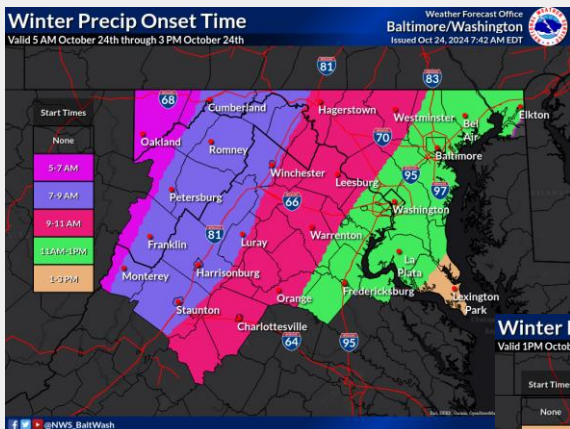 Winter Precip Onset Time
Valid 5 AM October 24th through 3 PM October 24th
Weather Forecast Office
Baltimore/Washington
Issued Oct 24, 2024 7:42 AM EDT
Start Times
None
5-7 AM
7-9 AM
9-11 AM
11AM-1PM
1-3 PM
81
83
68
Cumberland
Hagerstown
Westminster
Elkton
Bel
Air
Oakland
70
Romney
Baltimore
Winchester
Leesburg
95
97
Petersburg
66
Washington
81
Franklin
Luray
Warrenton
La
Plata
Monterey
Harrisonburg
Orange
Fredericksburg
Lexington
Park
Staunton
Charlottesville
64
95
@NWS_BaltWash
Winter
Valid 1PM Octo
Start Times
None